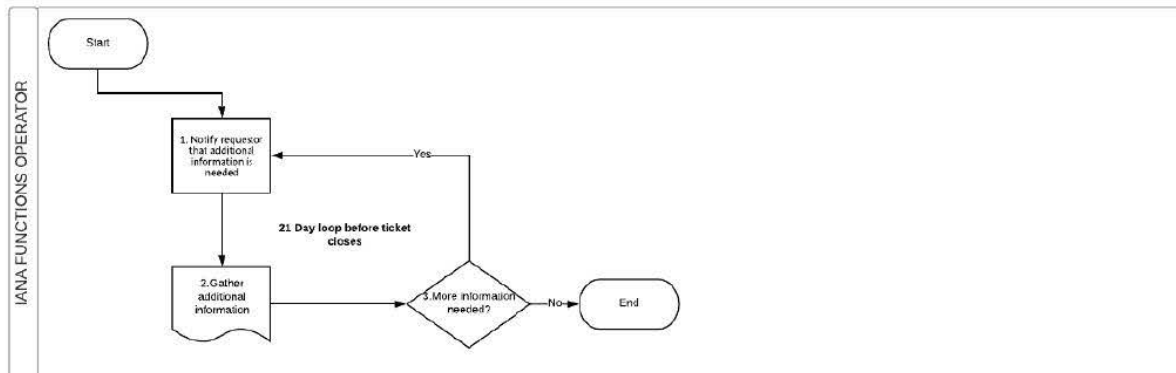 IANA FUNCTIONS OPERATOR
Start
1. Notify requestor
that additional
information is
needed
Yes
21 Day loop before ticket
closes
2.Gather
additional
information
3.More information
needed?
No
End